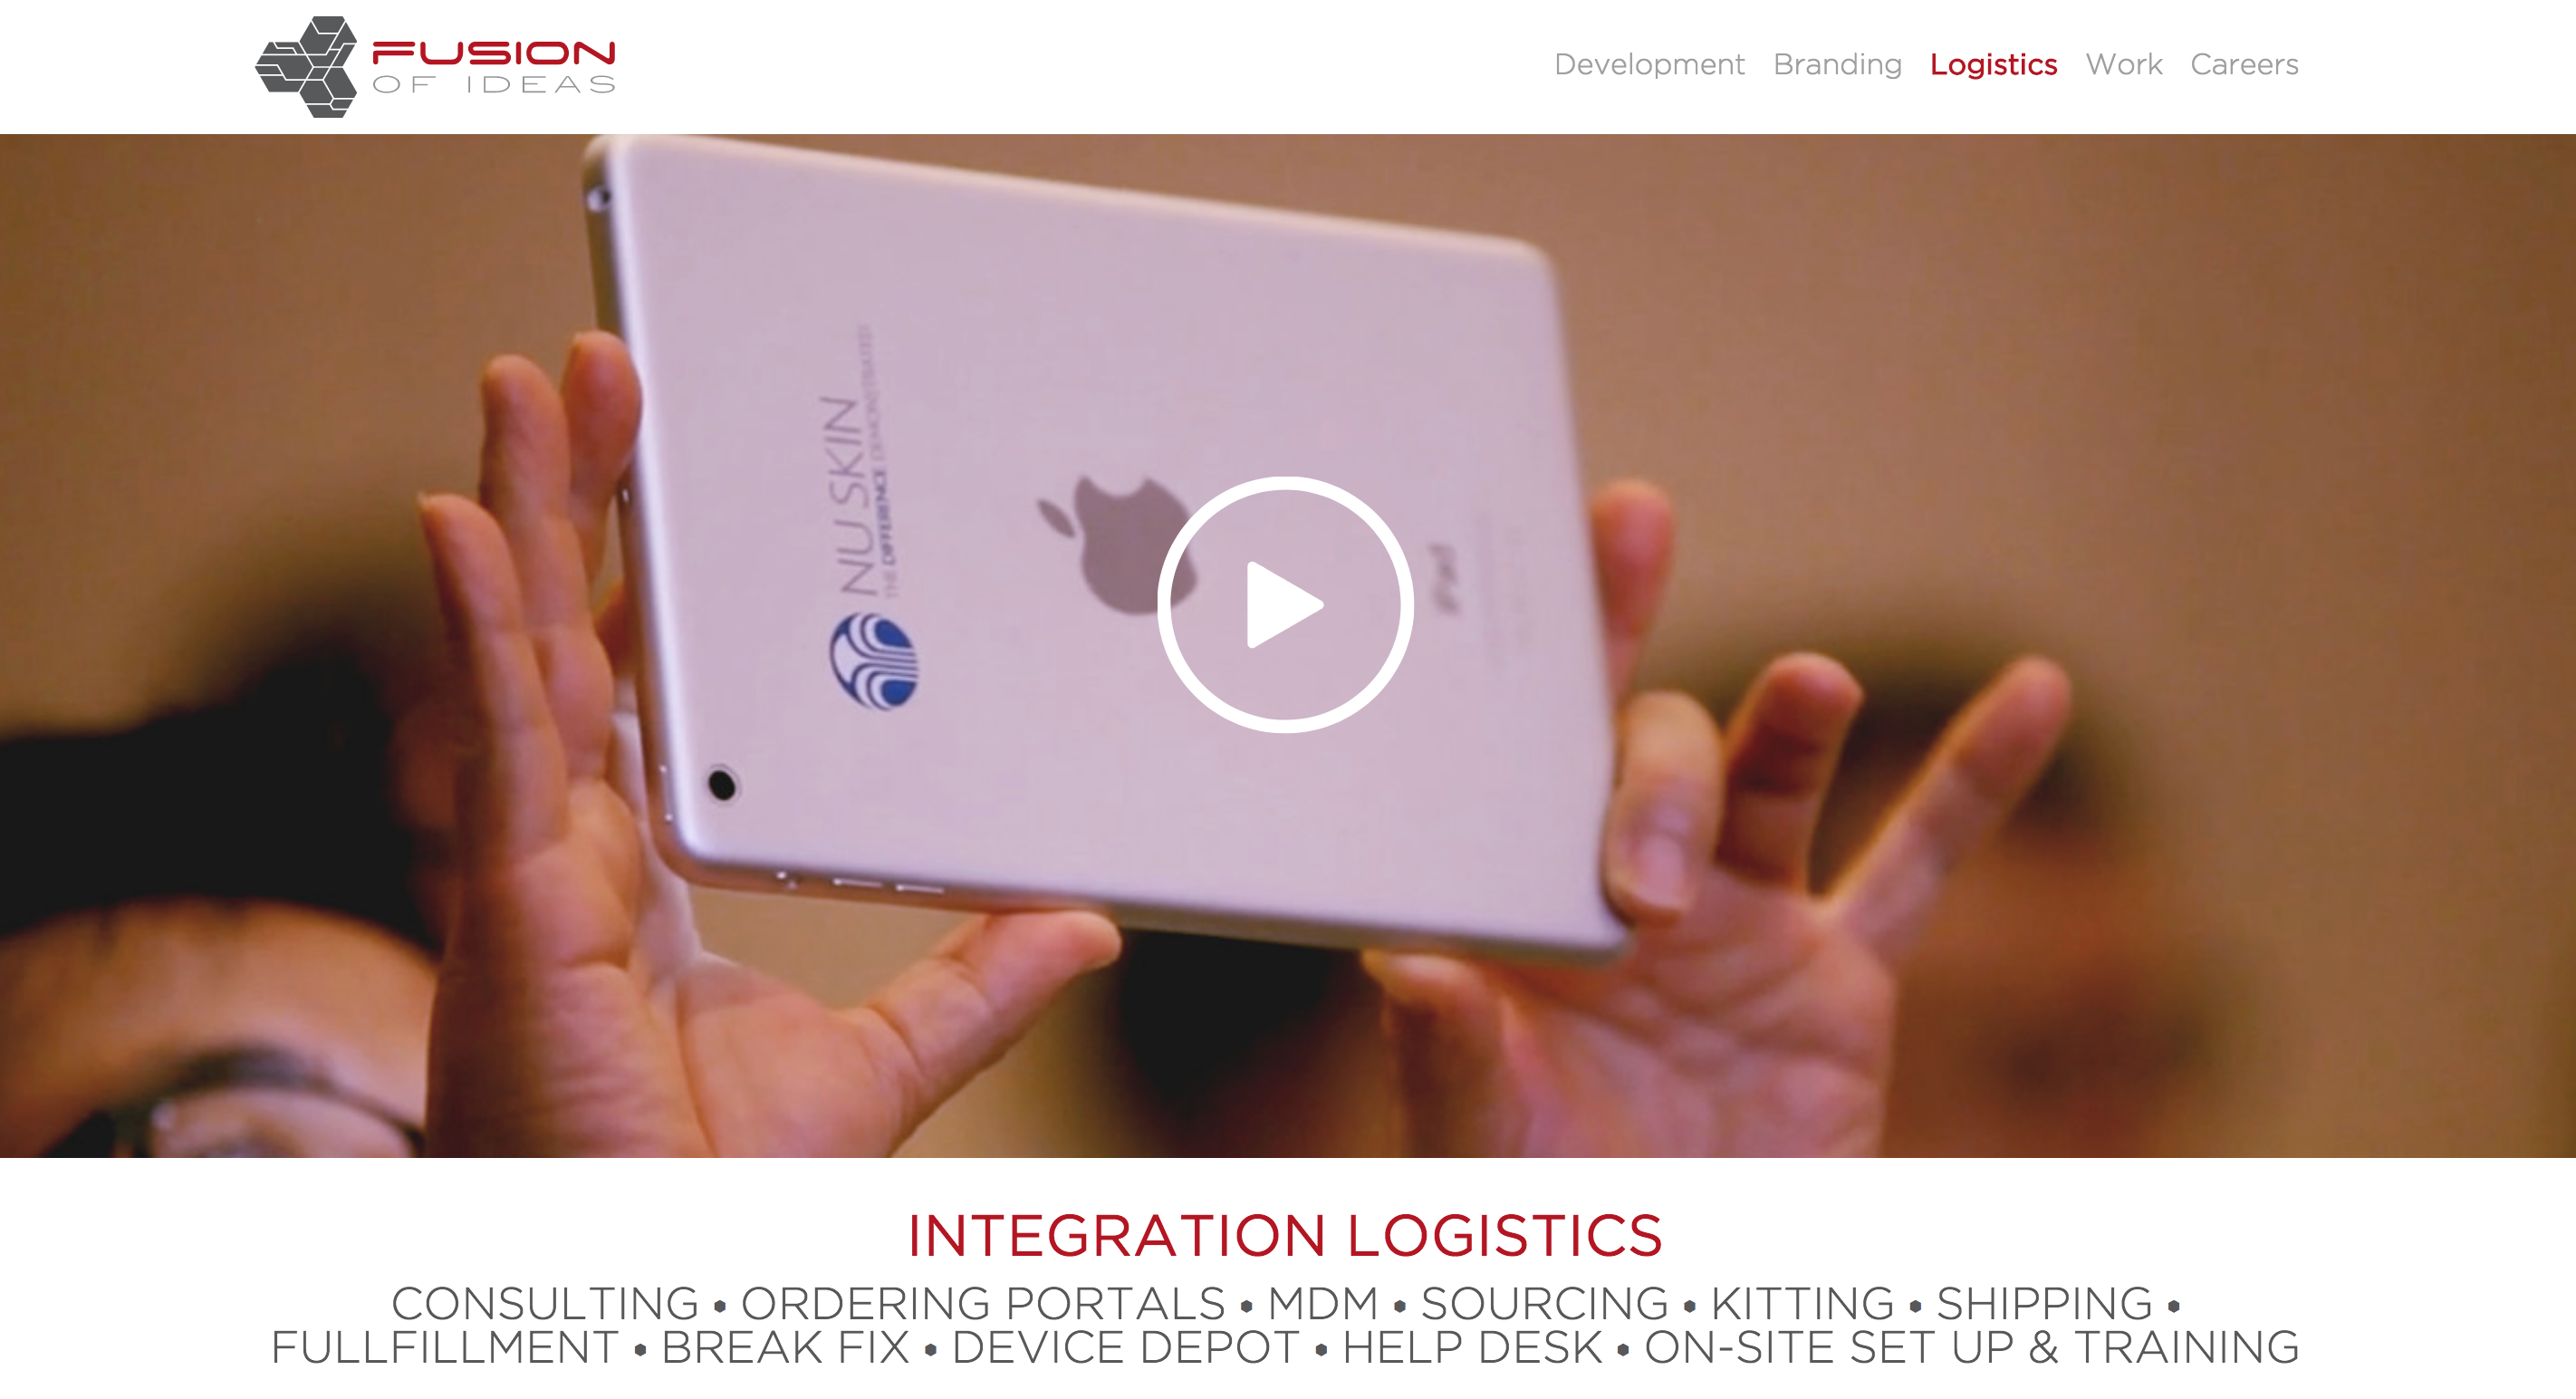 FUSION
OF IDEAS
Development Branding Logistics Work Careers
NU SKIN
THE DIFFERENCE DEMONSTRATED
iPad
INTEGRATION LOGISTICS
CONSULTING • ORDERING PORTALS • MDM • SOURCING • KITTING • SHIPPING •
FULLFILLMENT • BREAK FIX • DEVICE DEPOT • HELP DESK • ON-SITE SET UP & TRAINING